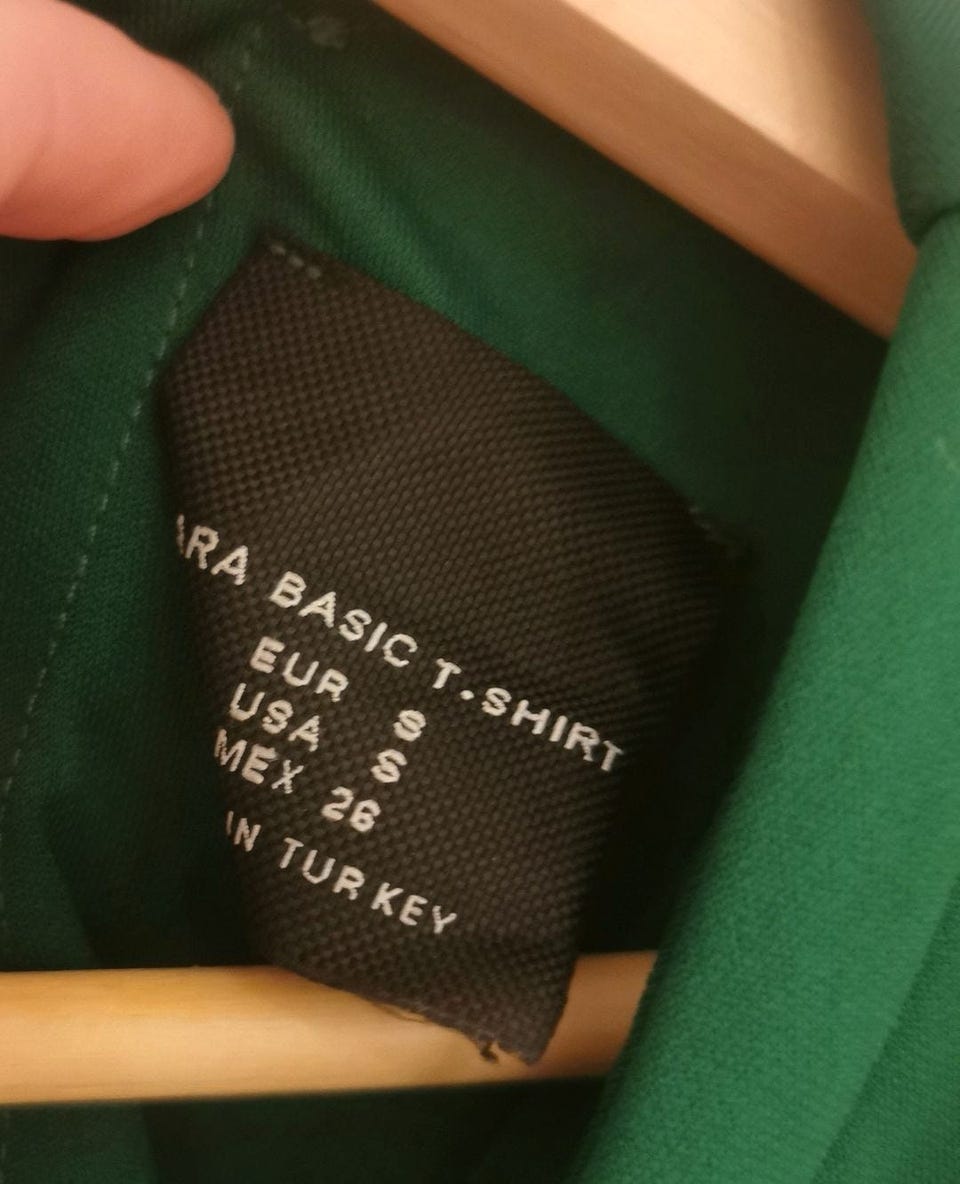 ARA BASIC T.SHIRT
EUR S
USA S
MEX 26
IN TURKEY